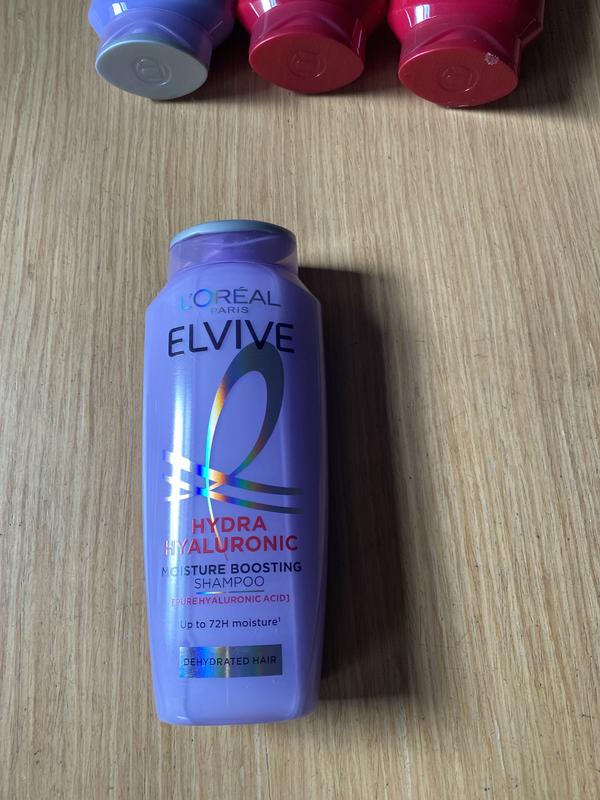 L'ORÉAL
PARIS
ELVIVE
HYDRA
HYALURONIC
MOISTURE BOOSTING
SHAMPOO
[PURE HYALURONIC ACID]
Up to 72H moisture¹
DEHYDRATED HAIR